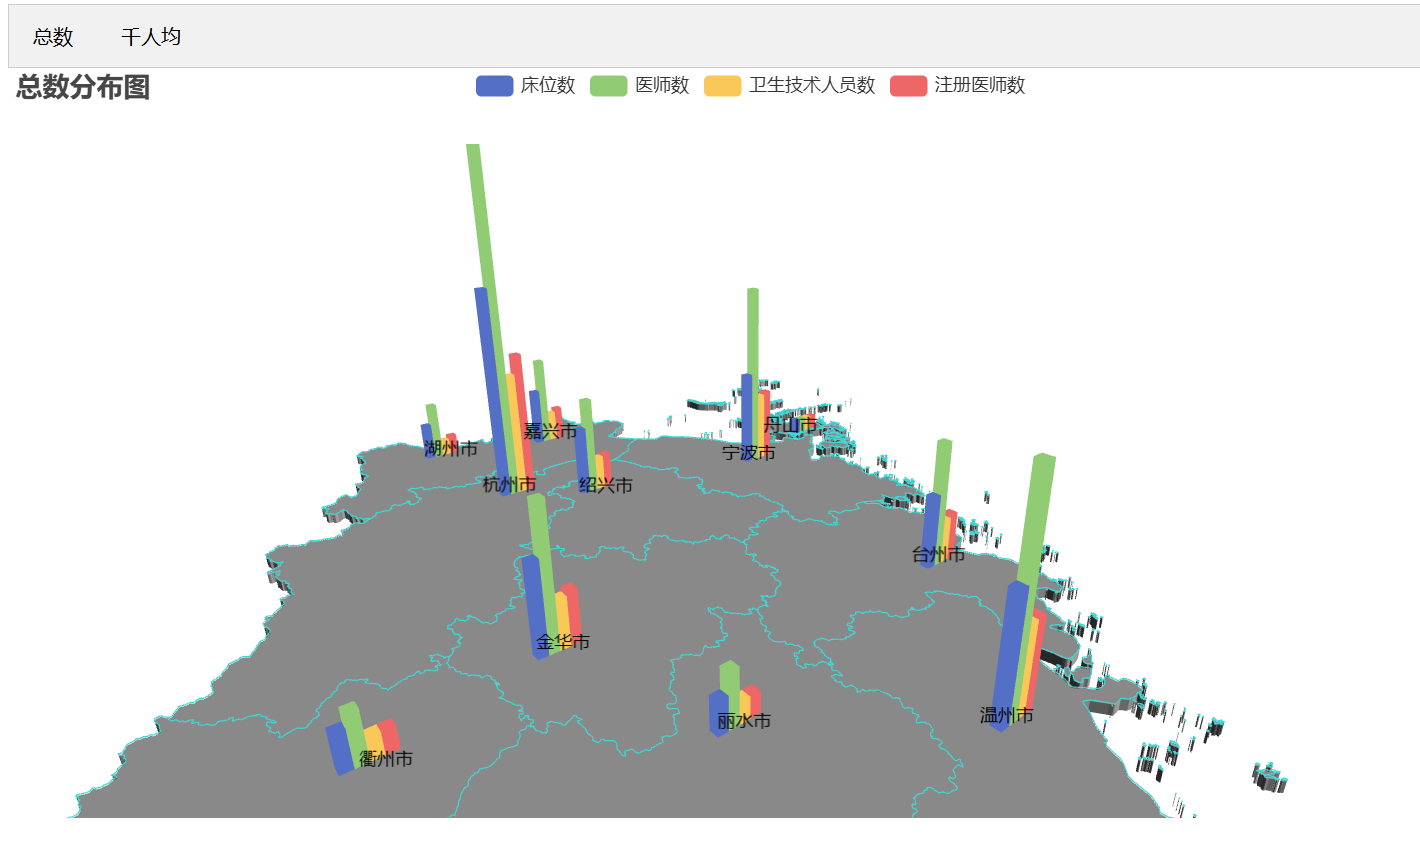 总数 千人均
总数分布图
床位数 医师数 卫生技术人员数 注册医师数
舟山市
嘉兴市
湖州市
宁波市
杭州市
绍兴市
台州市
金华市
温州市
丽水市
衢州市